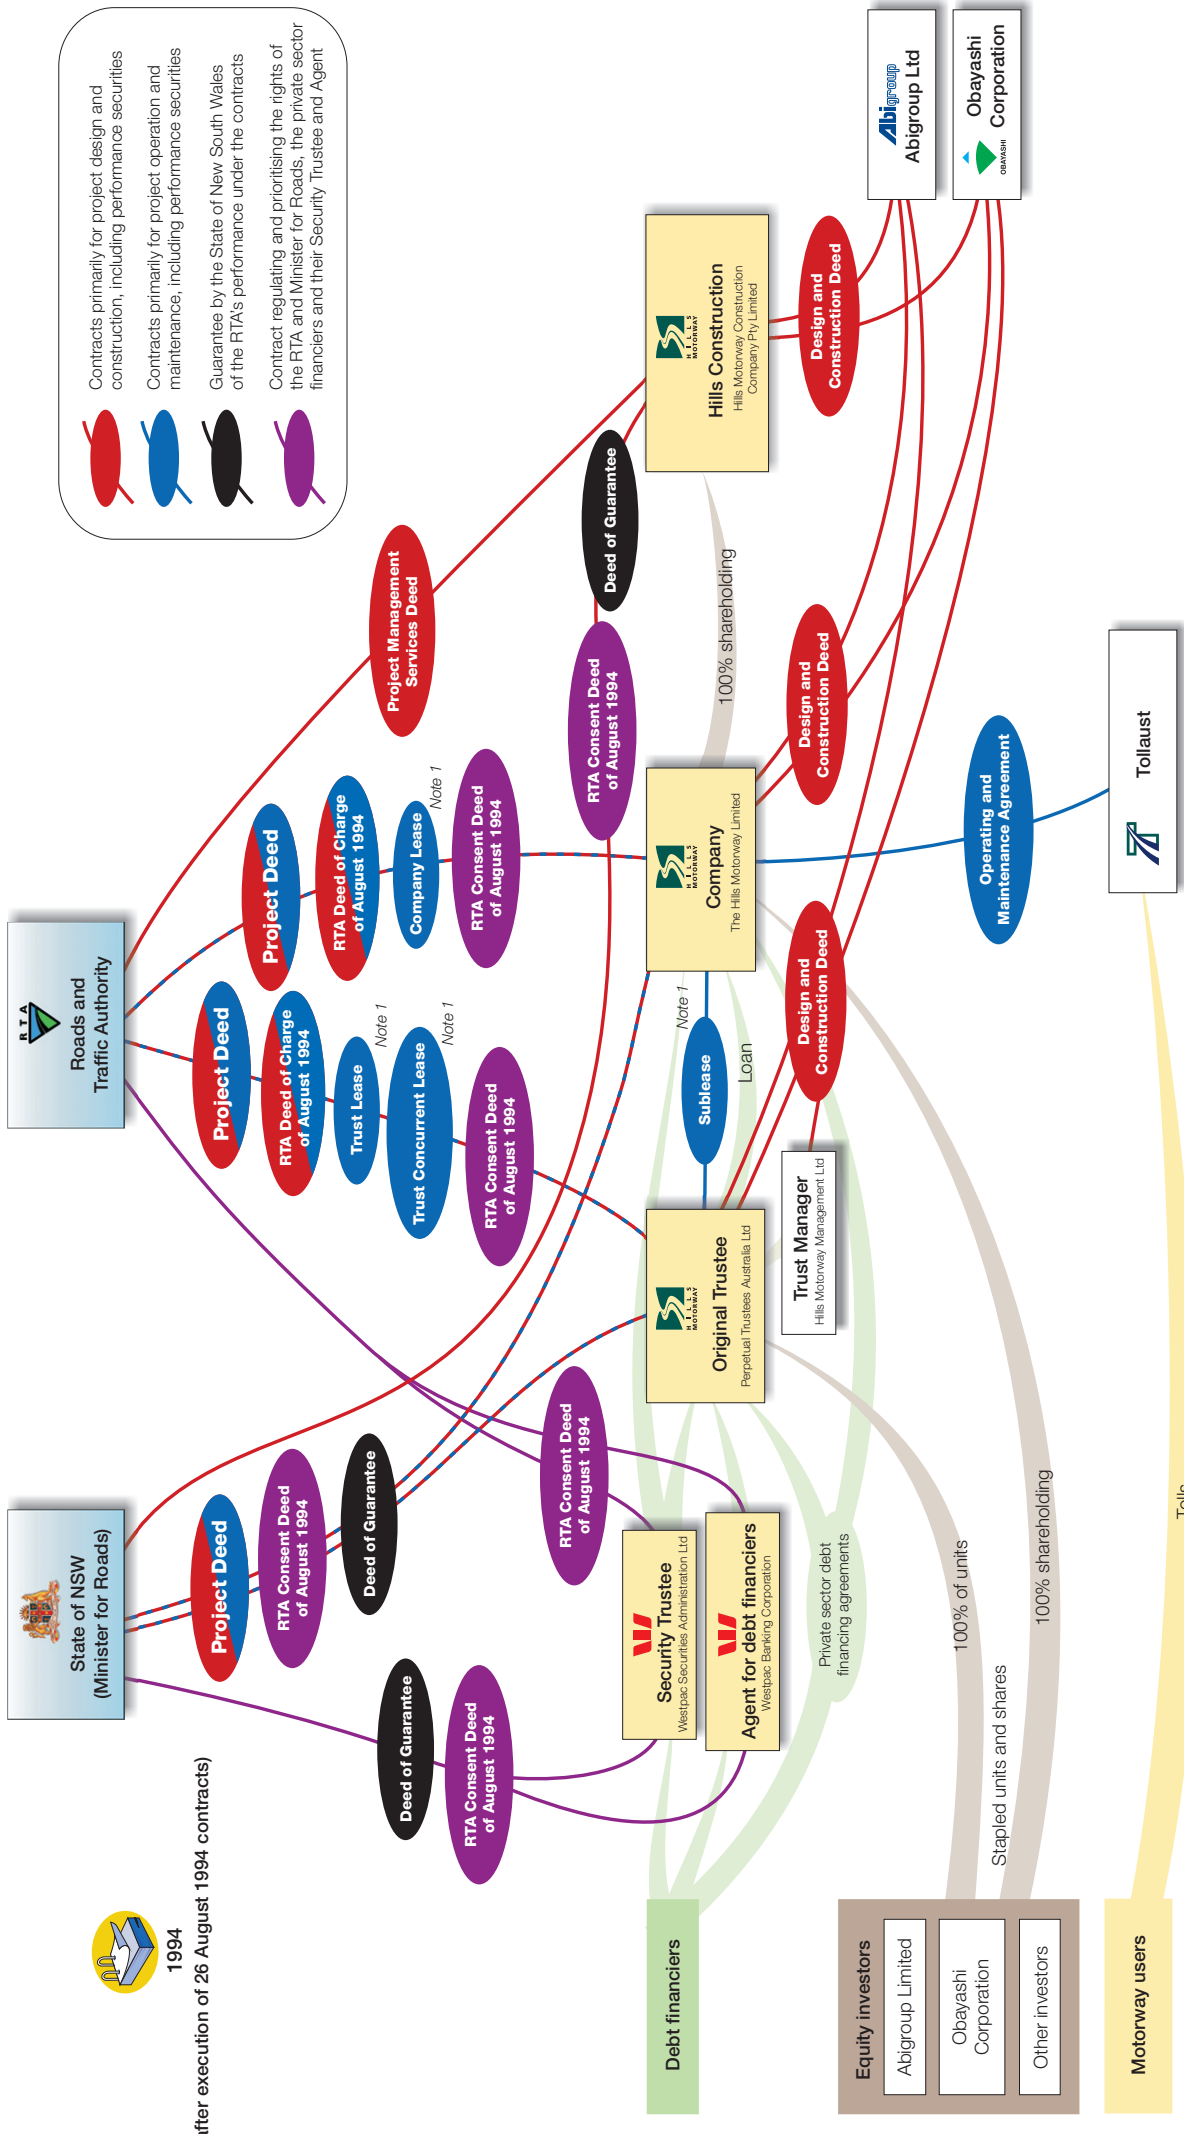 1994
after execution of 26 August 1994 contracts)
State of NSW
(Minister for Roads)
RTA
Roads and
Traffic Authority
Contracts primarily for project design and
construction, including performance securities
Contracts primarily for project operation and
maintenance, including performance securities
Guarantee by the State of New South Wales
of the RTA's performance under the contracts
Contract regulating and prioritising the rights of
the RTA and Minister for Roads, the private sector
financiers and their Security Trustee and Agent
Project Deed
RTA Consent Deed
of August 1994
Deed of Guarantee
Deed of Guarantee
RTA Consent Deed
of August 1994
Project Deed
RTA Deed of Charge
of August 1994
Trust Lease
Note 1
Trust Concurrent Lease
Note 1
RTA Consent Deed
of August 1994
Project Deed
RTA Deed of Charge
of August 1994
Company Lease
Note 1
RTA Consent Deed
of August 1994
Project Management
Services Deed
RTA Consent Deed
of August 1994
RTA Consent Deed
of August 1994
Deed of Guarantee
Debt financiers
Security Trustee
Westpac Securities Administration Ltd
Agent for debt financiers
Westpac Banking Corporation
Private sector debt
financing agreements
HILLS
MOTORWAY
Original Trustee
Perpetual Trustees Australia Ltd
Trust Manager
Hills Motorway Management Ltd
Sublease
Note 1
Loan
HILLS
MOTORWAY
Company
The Hills Motorway Limited
100% shareholding
HILLS
MOTORWAY
Hills Construction
Hills Motorway Construction
Company Pty Limited
Design and
Construction Deed
Design and
Construction Deed
Design and
Construction Deed
Abigroup
Abigroup Ltd
OBAYASHI
Obayashi
Corporation
Operating and
Maintenance Agreement
Tollaust
Equity investors
Abigroup Limited
Obayashi
Corporation
Other investors
100% of units
Stapled units and shares
100% shareholding
Motorway users
Tolls